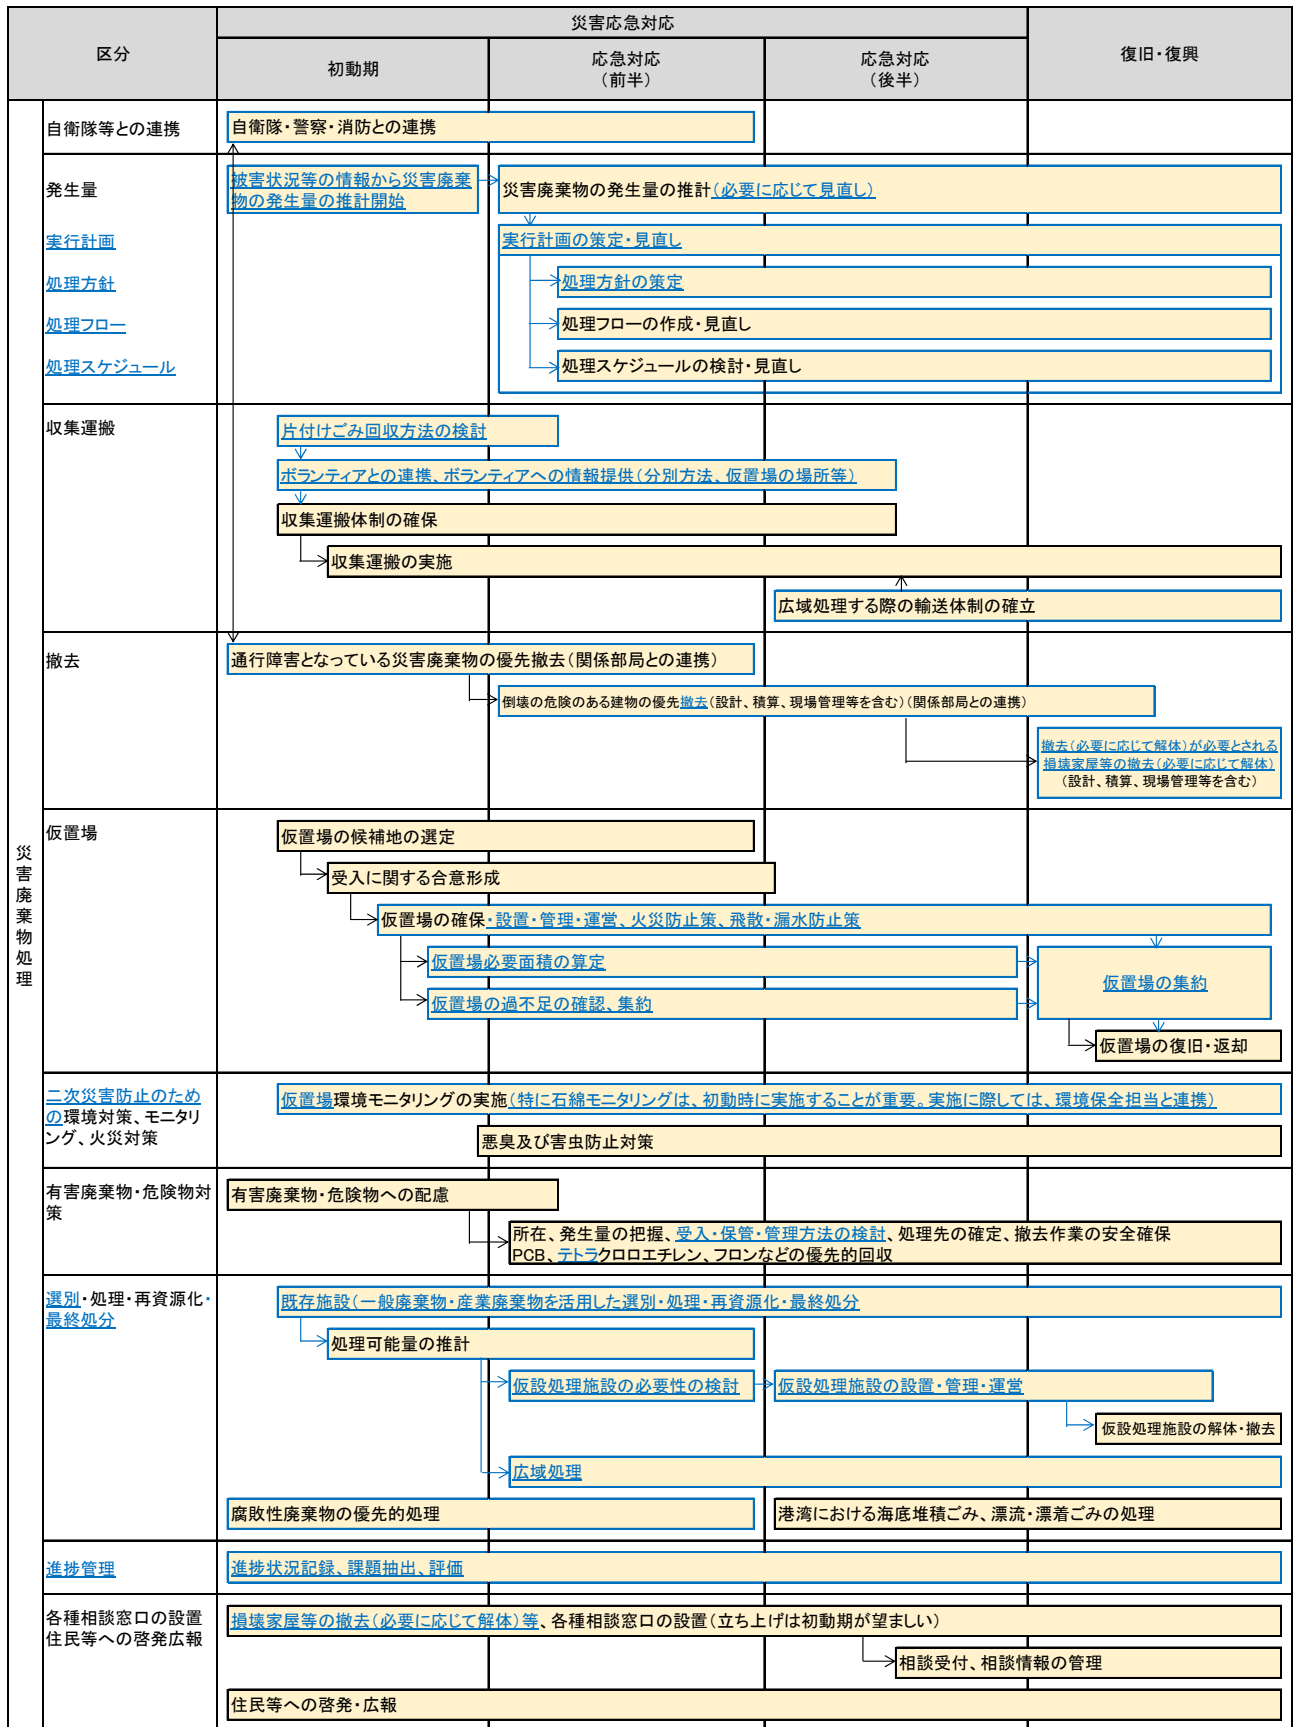 区分
災害応急対応
復旧・復興
初動期
応急対応
（前半）
応急対応
（後半）
災害廃棄物処理
自衛隊等との連携
自衛隊・警察・消防との連携
発生量
被害状況等の情報から災害廃棄
物の発生量の推計開始
災害廃棄物の発生量の推計（必要に応じて見直し）
実行計画
実行計画の策定・見直し
処理方針
処理方針の策定
処理フロー
処理フローの作成・見直し
処理スケジュール
処理スケジュールの検討・見直し
収集運搬
片付けごみ回収方法の検討
ボランティアとの連携、ボランティアへの情報提供（分別方法、仮置場の場所等）
収集運搬体制の確保
収集運搬の実施
広域処理する際の輸送体制の確立
撤去
通行障害となっている災害廃棄物の優先撤去（関係部局との連携）
倒壊の危険のある建物の優先撤去（設計、積算、現場管理等を含む）（関係部局との連携）
撤去（必要に応じて解体）が必要とされる
損壊家屋等の撤去（必要に応じて解体）
（設計、積算、現場管理等を含む）
仮置場
仮置場の候補地の選定
受入に関する合意形成
仮置場の確保・設置・管理・運営、火災防止策、飛散・漏水防止策
仮置場必要面積の算定
仮置場の過不足の確認、集約
仮置場の集約
仮置場の復旧・返却
二次災害防止のため
の環境対策、モニタリ
ング、火災対策
仮置場環境モニタリングの実施（特に石綿モニタリングは、初動時に実施することが重要。実施に際しては、環境保全担当と連携）
悪臭及び害虫防止対策
有害廃棄物・危険物対
策
有害廃棄物・危険物への配慮
所在、発生量の把握、受入・保管・管理方法の検討、処理先の確定、撤去作業の安全確保
PCB、テトラクロロエチレン、フロンなどの優先的回収
選別・処理・再資源化・
最終処分
既存施設（一般廃棄物・産業廃棄物を活用した選別・処理・再資源化・最終処分
処理可能量の推計
仮設処理施設の必要性の検討
仮設処理施設の設置・管理・運営
仮設処理施設の解体・撤去
広域処理
腐敗性廃棄物の優先的処理
港湾における海底堆積ごみ、漂流・漂着ごみの処理
進捗管理
進捗状況記録、課題抽出、評価
各種相談窓口の設置
住民等への啓発広報
損壊家屋等の撤去（必要に応じて解体）等、各種相談窓口の設置（立ち上げは初動期が望ましい）
相談受付、相談情報の管理
住民等への啓発・広報